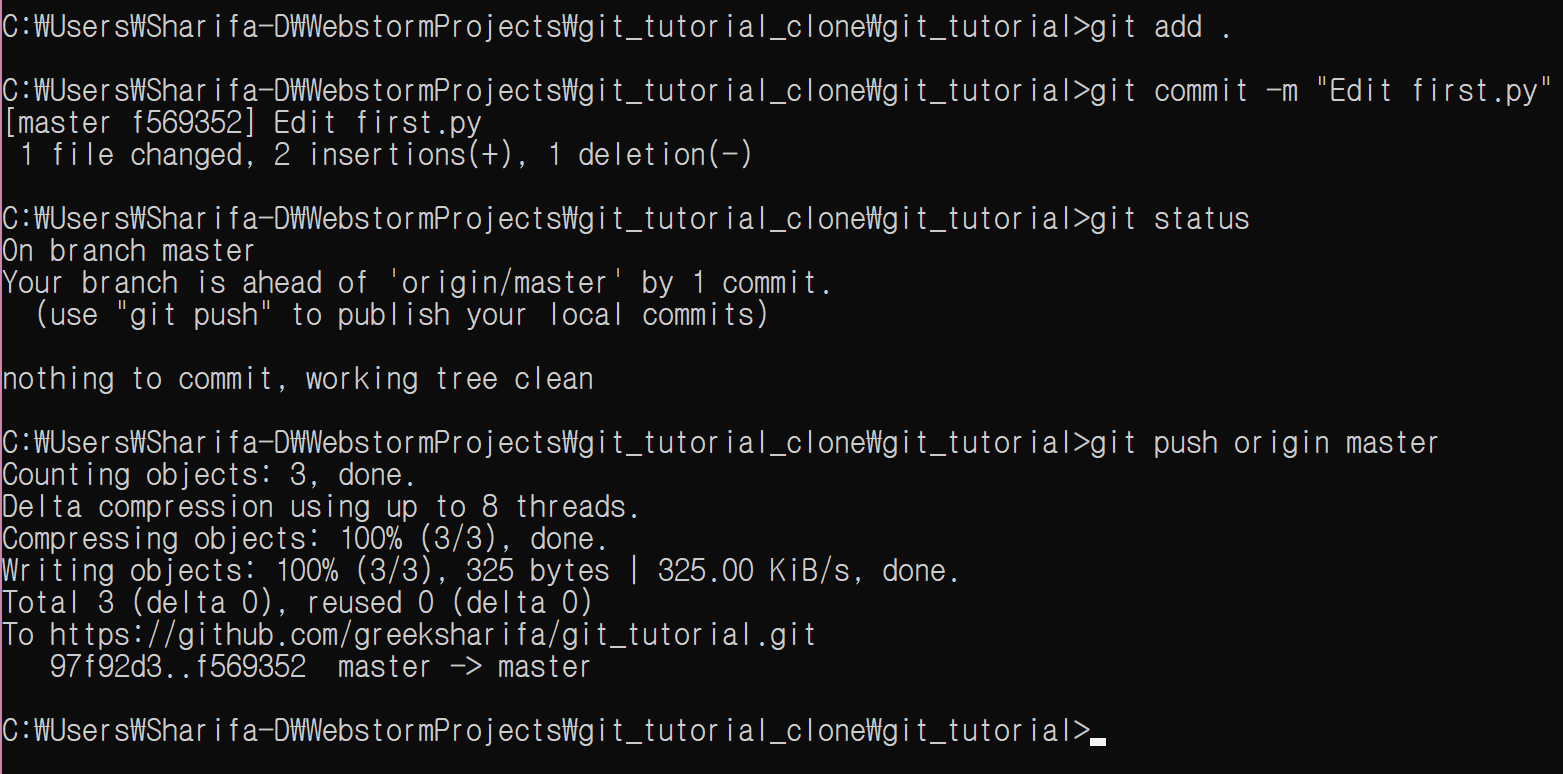 C:₩Users₩Sharifa-D₩WebstormProjects₩git_tutorial_clone₩git_tutorial>git add .
C:₩Users₩Sharifa-D₩WebstormProjects₩git_tutorial_clone₩git_tutorial>git commit -m "Edit first.py"
[master f569352] Edit first.py
 1 file changed, 2 insertions(+), 1 deletion(-)
C:₩Users₩Sharifa-D₩WebstormProjects₩git_tutorial_clone₩git_tutorial>git status
On branch master
Your branch is ahead of 'origin/master' by 1 commit.
  (use "git push" to publish your local commits)
nothing to commit, working tree clean
C:₩Users₩Sharifa-D₩WebstormProjects₩git_tutorial_clone₩git_tutorial>git push origin master
Counting objects: 3, done.
Delta compression using up to 8 threads.
Compressing objects: 100% (3/3), done.
Writing objects: 100% (3/3), 325 bytes | 325.00 KiB/s, done.
Total 3 (delta 0), reused 0 (delta 0)
To https://github.com/greeksharifa/git_tutorial.git
   97f92d3..f569352  master -> master
C:₩Users₩Sharifa-D₩WebstormProjects₩git_tutorial_clone₩git_tutorial>